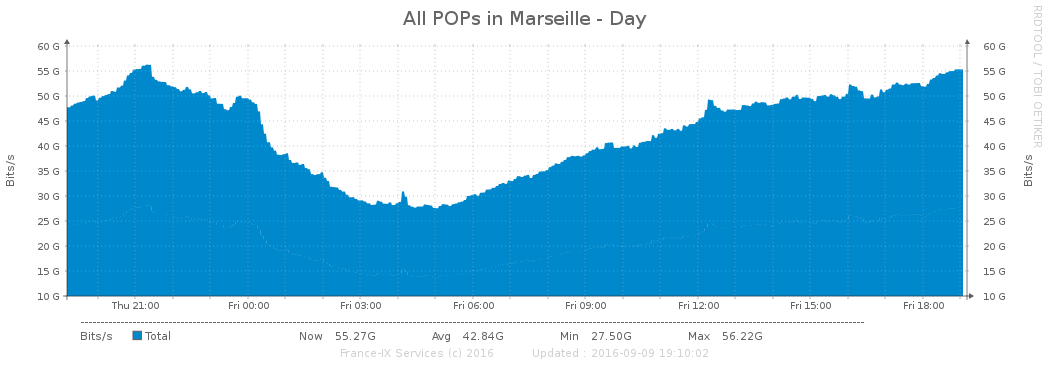 All POPs in Marseille - Day
RRDTOOL / TOBI OETIKER
60 G 60 G
55 G 55 G
50 G 50 G
45 G 45 G
40 G 40 G
35 G 35 G
30 G 30 G
25 G 25 G
20 G 20 G
15 G 15 G
10 G 10 G
Bits/s
Bits/s
Thu 21:00 Fri 00:00 Fri 03:00 Fri 06:00 Fri 09:00 Fri 12:00 Fri 15:00 Fri 18:00
Bits/s Total Now 55.27G Avg 42.84G Min 27.50G Max 56.22G
France-IX Services (c) 2016 Updated : 2016-09-09 19:10:02